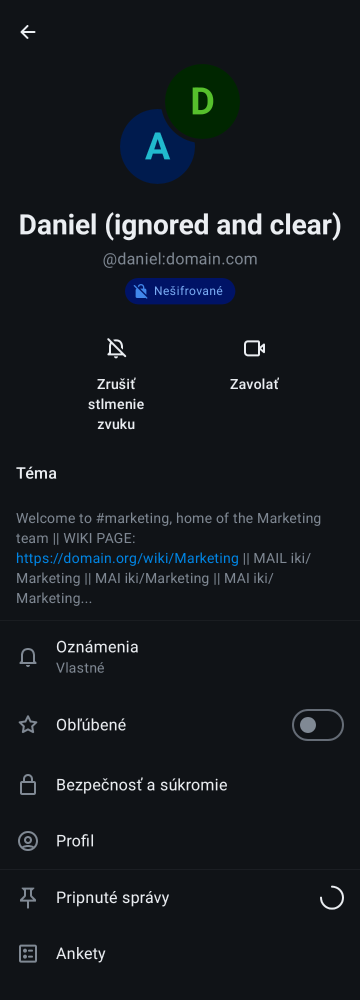 D
A
Daniel (ignored and clear)
@daniel:domain.com
Nešifrované
Zrušiť
stlmenie
zvuku
Zavolať
Téma
Welcome to #marketing, home of the Marketing
team || WIKI PAGE:
https://domain.org/wiki/Marketing || MAIL iki/
Marketing || MAI iki/Marketing || MAI iki/
Marketing...
Oznámenia
Vlastné
Obľúbené
Bezpečnosť a súkromie
Profil
Pripnuté správy
Ankety